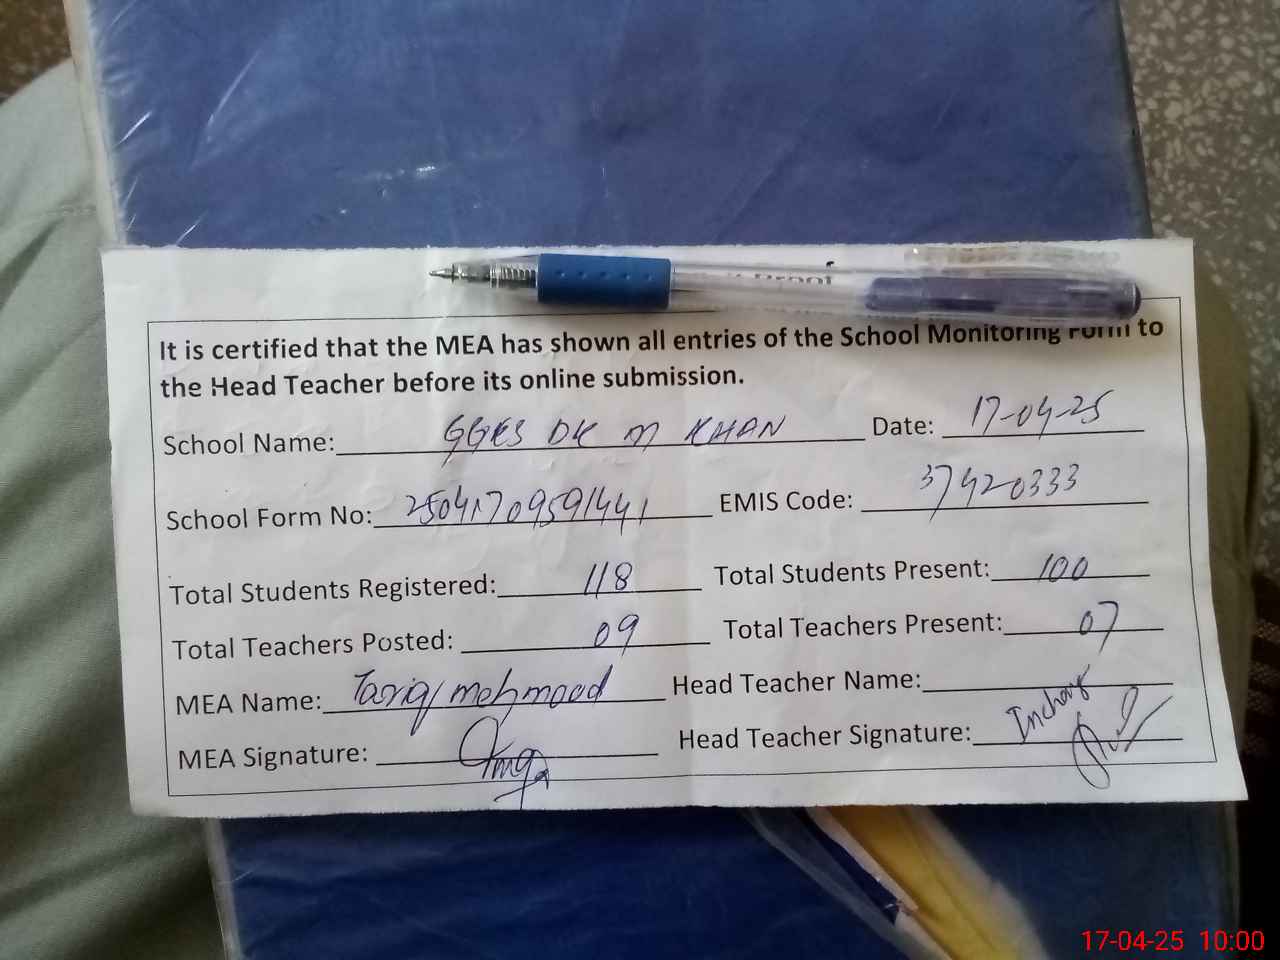 Proof
It is certified that the MEA has shown all entries of the School Monitoring Form to
the Head Teacher before its online submission.
School Name: GGES DK M KHAN Date: 17-04-25
School Form No: 25041709591441 EMIS Code: 37420333
Total Students Registered: 118 Total Students Present: 100
Total Teachers Posted: 09 Total Teachers Present: 07
MEA Name: Tariq mehmood Head Teacher Name:
MEA Signature: Head Teacher Signature: Incharge
17-04-25 10:00